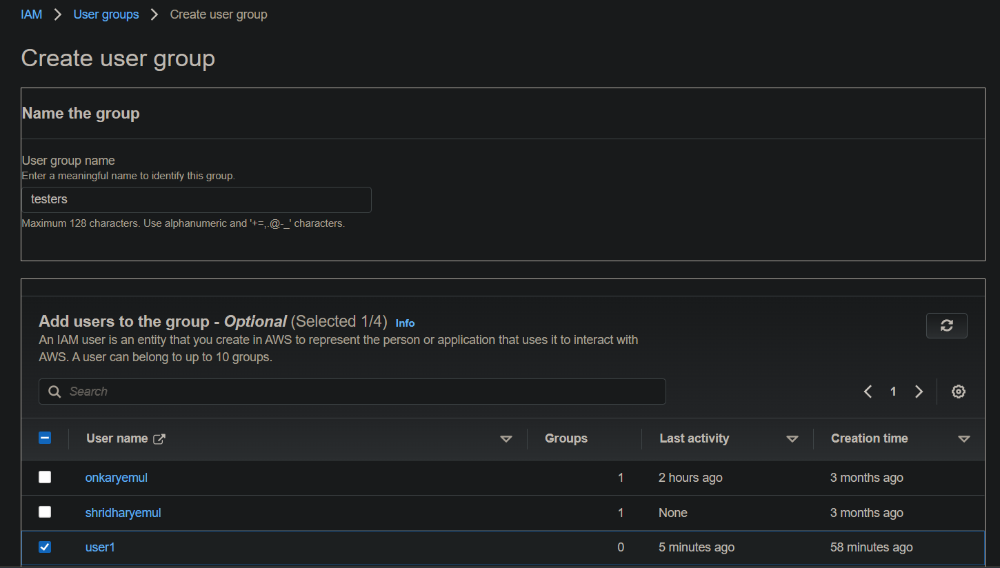 IAM > User groups > Create user group
Create user group
Name the group
User group name
Enter a meaningful name to identify this group.
testers
Maximum 128 characters. Use alphanumeric and '+=,.@-_' characters.
Add users to the group - Optional (Selected 1/4) Info
An IAM user is an entity that you create in AWS to represent the person or application that uses it to interact with
AWS. A user can belong to up to 10 groups.
Search
1
User name Groups Last activity Creation time
onkaryemul 1 2 hours ago 3 months ago
shridharyemul 1 None 3 months ago
user1 0 5 minutes ago 58 minutes ago